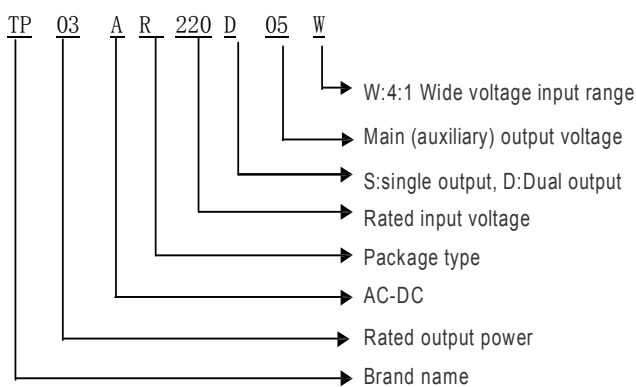 TP 03 A R 220 D 05 W
W:4:1 Wide voltage input range
Main (auxiliary) output voltage
S:single output, D:Dual output
Rated input voltage
Package type
AC-DC
Rated output power
Brand name